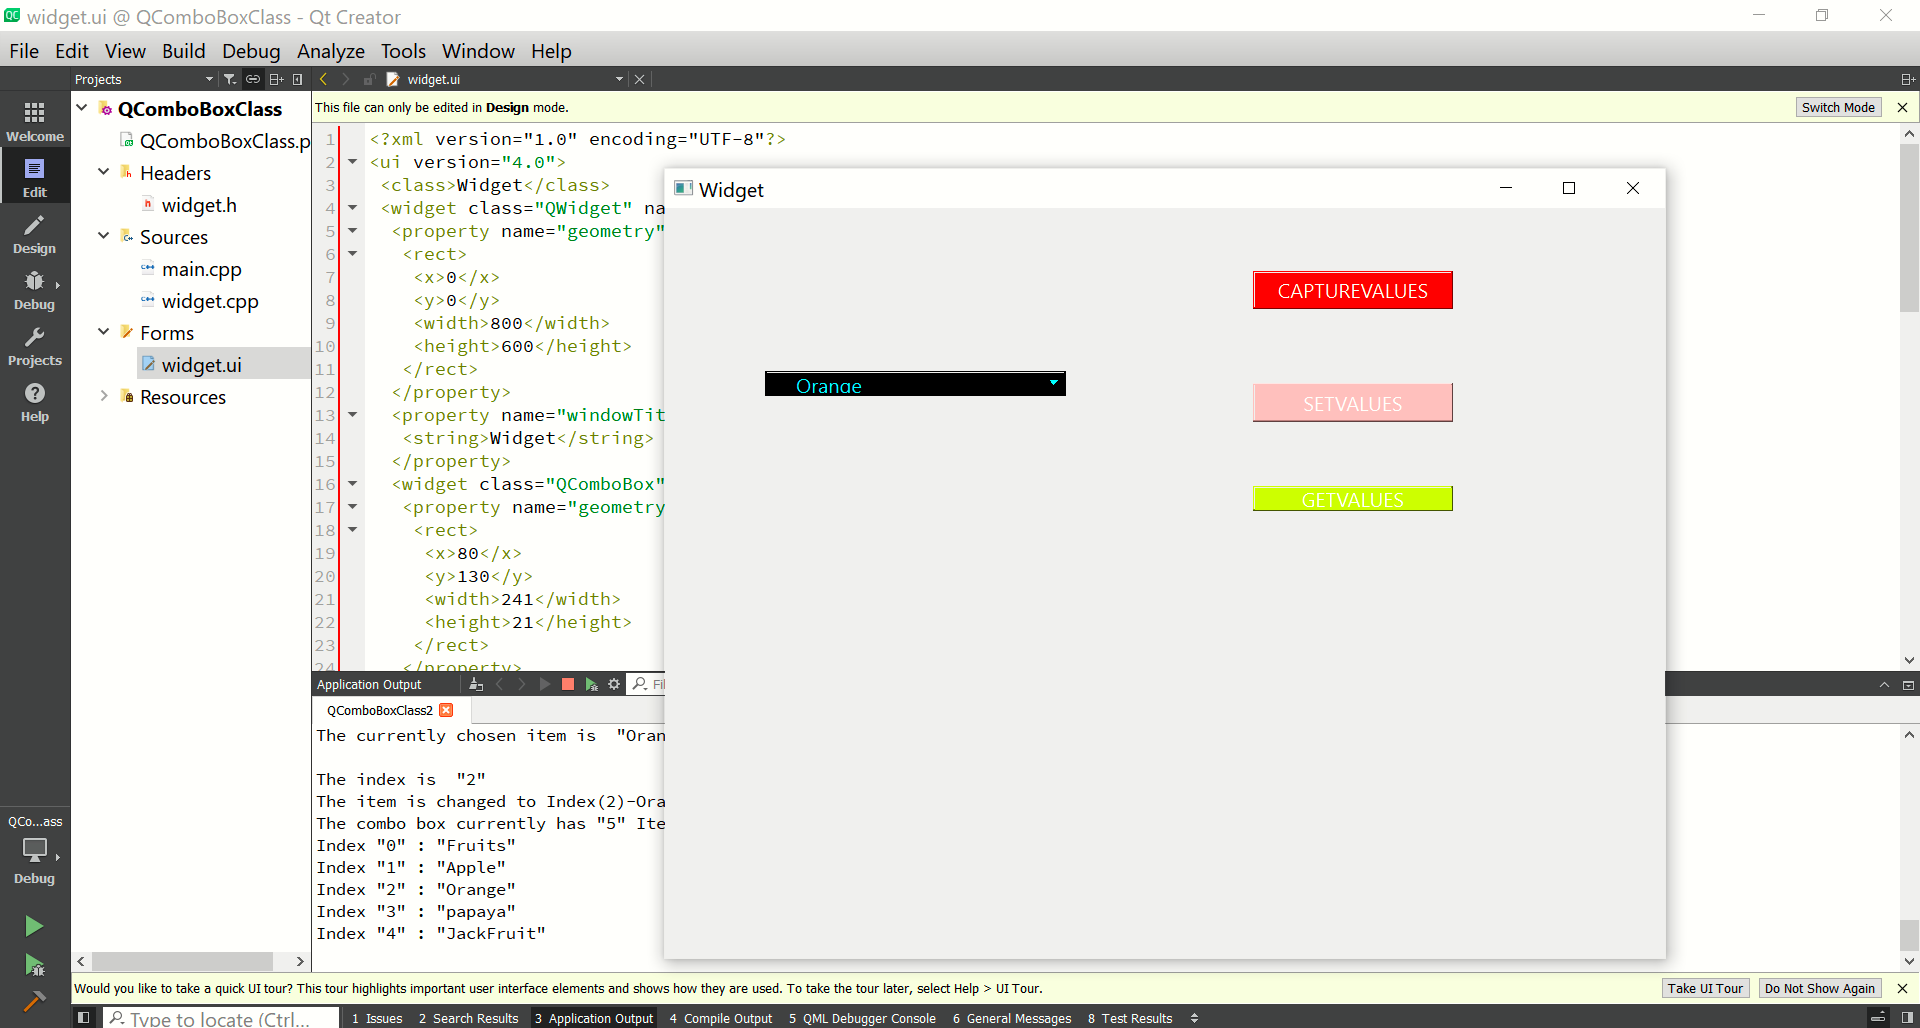 widget.ui @ QComboBoxClass - Qt Creator
File Edit View Build Debug Analyze Tools Window Help
Projects
widget.ui
Welcome
Edit
Design
Debug
Projects
Help
QComboBoxClass
QComboBoxClass.p
Headers
widget.h
Sources
main.cpp
widget.cpp
Forms
widget.ui
Resources
This file can only be edited in Design mode.
Switch Mode
1 <?xml version="1.0" encoding="UTF-8"?>
2 <ui version="4.0">
3 <class>Widget</class>
4 <widget class="QWidget" na
5 <property name="geometry"
6 <rect>
7 <x>0</x>
8 <y>0</y>
9 <width>800</width>
10 <height>600</height>
11 </rect>
12 </property>
13 <property name="windowTit
14 <string>Widget</string>
15 </property>
16 <widget class="QComboBox"
17 <property name="geometry
18 <rect>
19 <x>80</x>
20 <y>130</y>
21 <width>241</width>
22 <height>21</height>
23 </rect>
24 </property>
Widget
CAPTUREVALUES
Orange
SETVALUES
GETVALUES
Application Output
Fil
QComboBoxClass2
The currently chosen item is "Oran
The index is "2"
The item is changed to Index(2)-Ora
The combo box currently has "5" Ite
Index "0" : "Fruits"
Index "1" : "Apple"
Index "2" : "Orange"
Index "3" : "papaya"
Index "4" : "JackFruit"
QCo...ass
Debug
Would you like to take a quick UI tour? This tour highlights important user interface elements and shows how they are used. To take the tour later, select Help > UI Tour.
Take UI Tour
Do Not Show Again
Type to locate (Ctrl...
1 Issues 2 Search Results 3 Application Output 4 Compile Output 5 QML Debugger Console 6 General Messages 8 Test Results